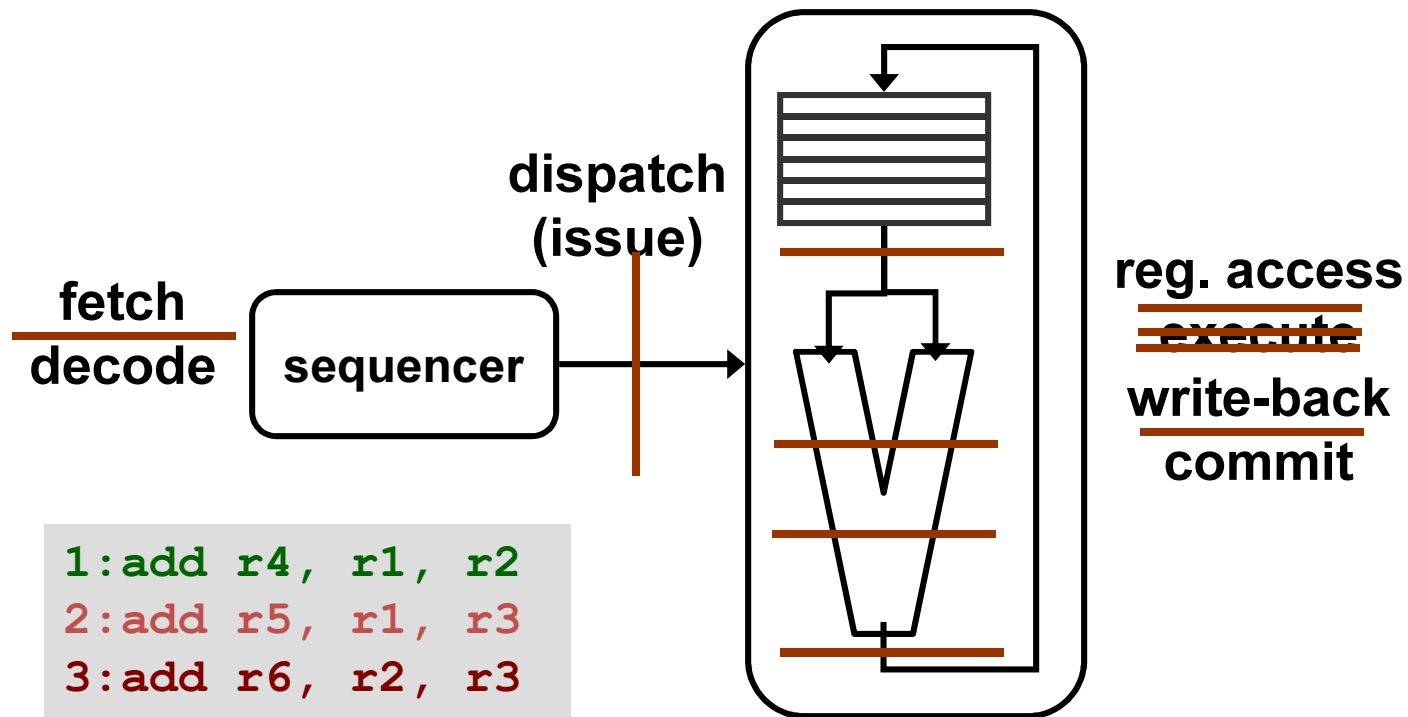 dispatch
(issue)
fetch
decode
sequencer
reg. access
execute
write-back
commit
1:add r4, r1, r2
2:add r5, r1, r3
3:add r6, r2, r3